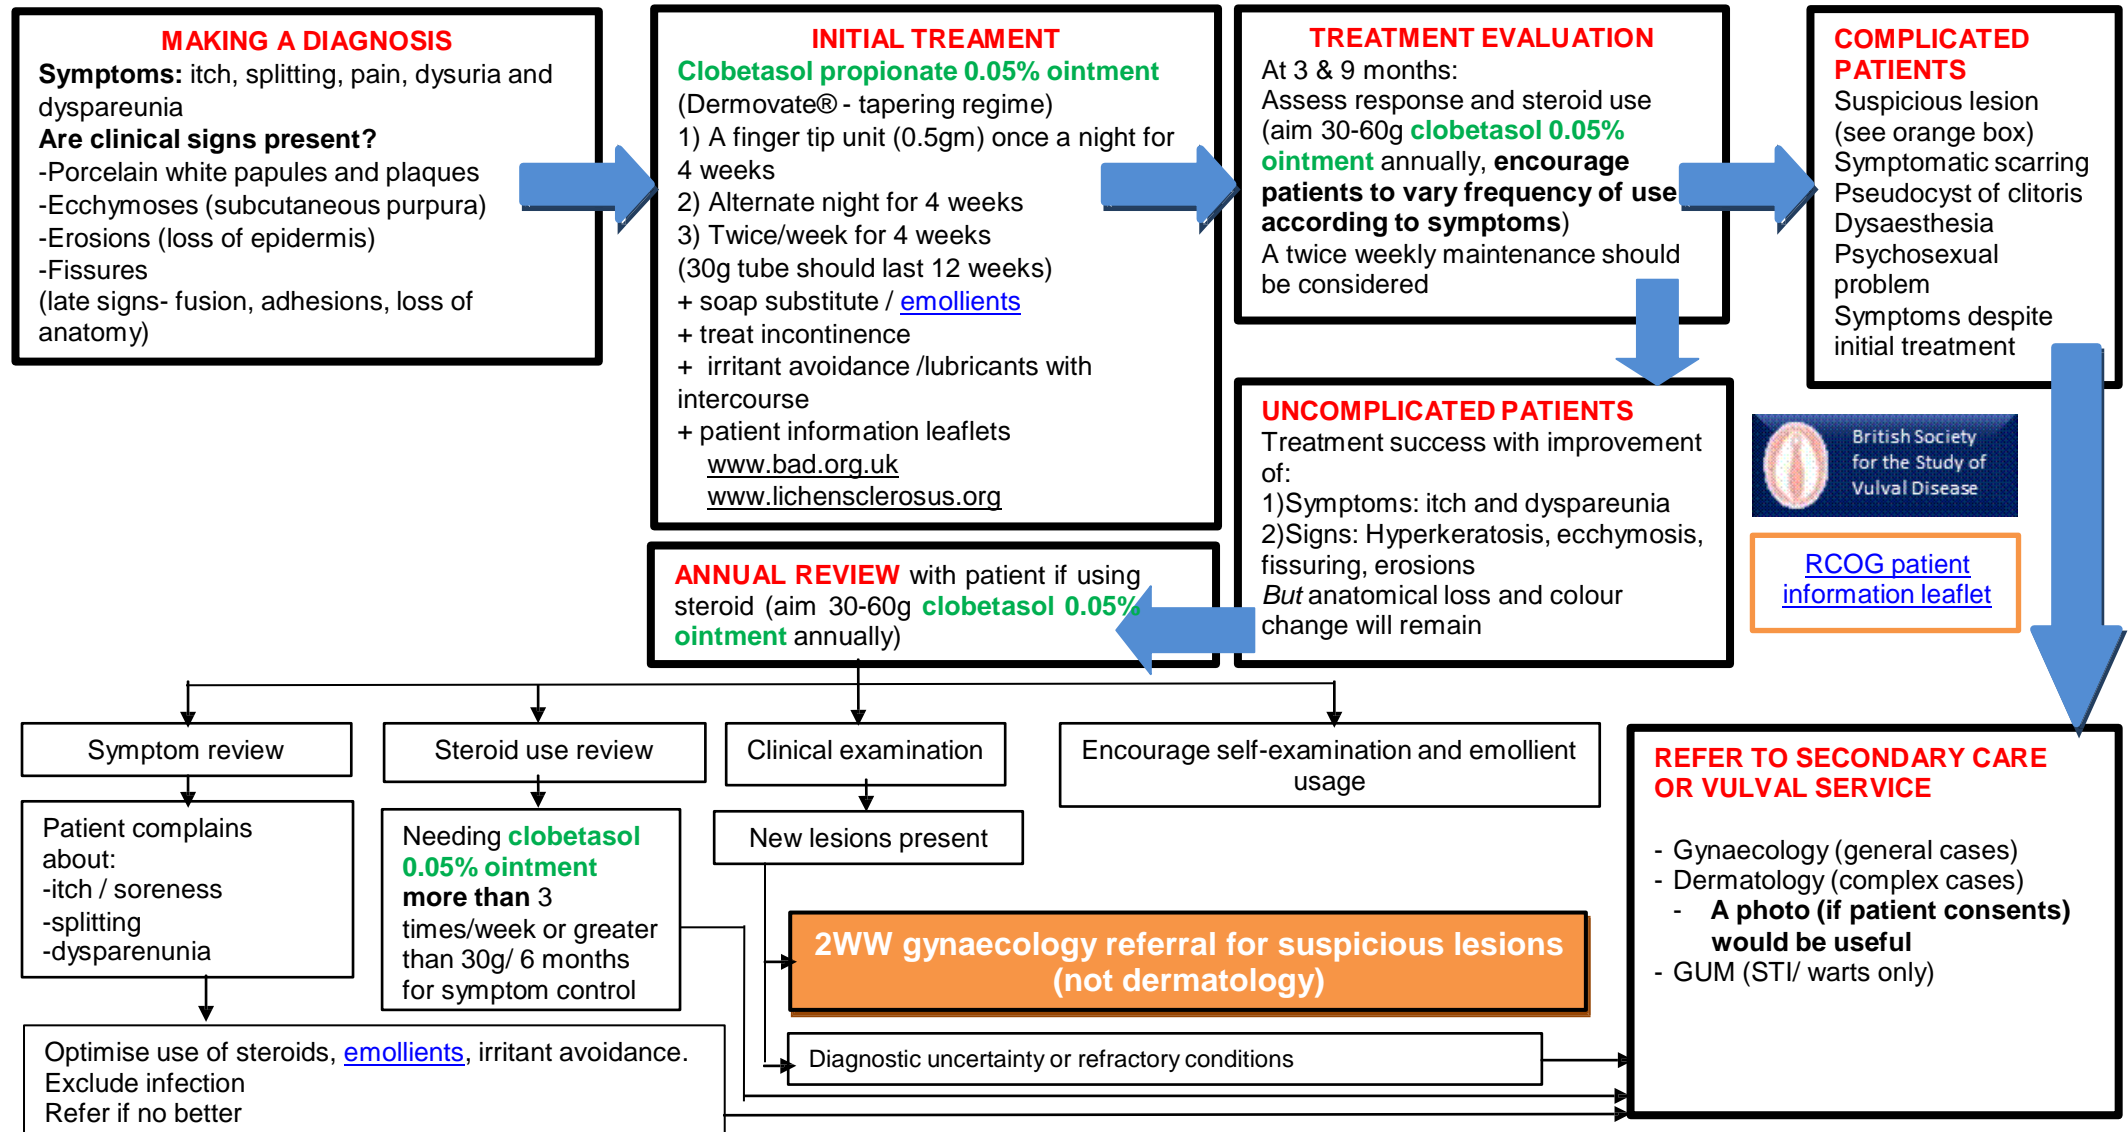 MAKING A DIAGNOSIS
Symptoms: itch, splitting, pain, dysuria and
dyspareunia
Are clinical signs present?
-Porcelain white papules and plaques
-Ecchymoses (subcutaneous purpura)
-Erosions (loss of epidermis)
-Fissures
(late signs- fusion, adhesions, loss of
anatomy)
INITIAL TREAMENT
Clobetasol propionate 0.05% ointment
(Dermovate® - tapering regime)
1) A finger tip unit (0.5gm) once a night for
4 weeks
2) Alternate night for 4 weeks
3) Twice/week for 4 weeks
(30g tube should last 12 weeks)
+ soap substitute / emollients
+ treat incontinence
+ irritant avoidance /lubricants with
intercourse
+ patient information leaflets
www.bad.org.uk
www.lichensclerosus.org
TREATMENT EVALUATION
At 3 & 9 months:
Assess response and steroid use
(aim 30-60g clobetasol 0.05%
ointment annually, encourage
patients to vary frequency of use
according to symptoms)
A twice weekly maintenance should
be considered
COMPLICATED
PATIENTS
Suspicious lesion
(see orange box)
Symptomatic scarring
Pseudocyst of clitoris
Dysaesthesia
Psychosexual
problem
Symptoms despite
initial treatment
UNCOMPLICATED PATIENTS
Treatment success with improvement
of:
1)Symptoms: itch and dyspareunia
2)Signs: Hyperkeratosis, ecchymosis,
fissuring, erosions
But anatomical loss and colour
change will remain
British Society
for the Study of
Vulval Disease
RCOG patient
information leaflet
ANNUAL REVIEW with patient if using
steroid (aim 30-60g clobetasol 0.05%
ointment annually)
Symptom review
Steroid use review
Clinical examination
Encourage self-examination and emollient
usage
Patient complains
about:
-itch / soreness
-splitting
-dysparenunia
Needing clobetasol
0.05% ointment
more than 3
times/week or greater
than 30g/ 6 months
for symptom control
New lesions present
2WW gynaecology referral for suspicious lesions
(not dermatology)
Diagnostic uncertainty or refractory conditions
Optimise use of steroids, emollients, irritant avoidance.
Exclude infection
Refer if no better
REFER TO SECONDARY CARE
OR VULVAL SERVICE
- Gynaecology (general cases)
- Dermatology (complex cases)
- A photo (if patient consents)
would be useful
- GUM (STI/ warts only)